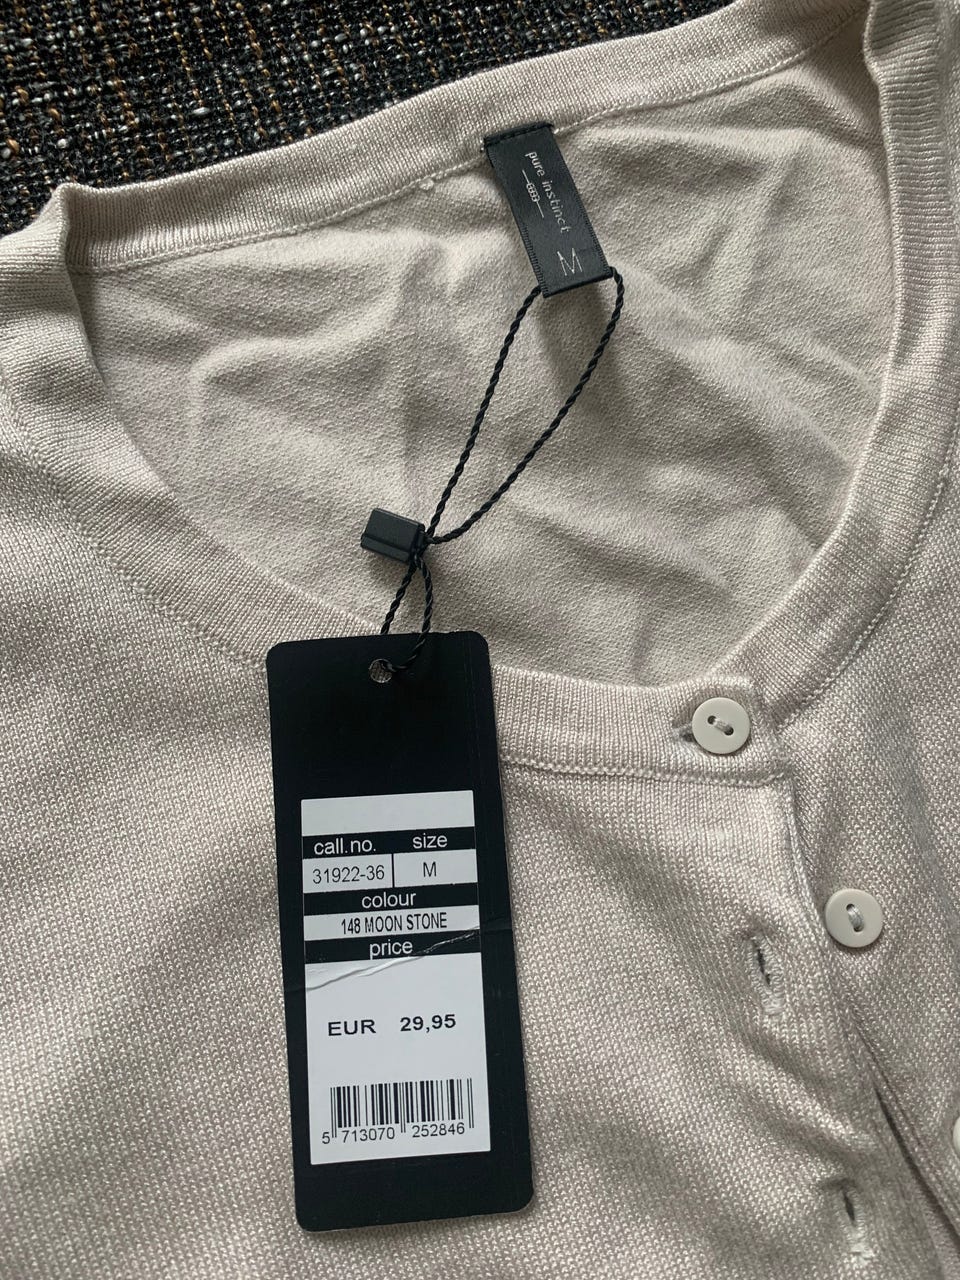 pure instinct
M
call.no. size
31922-36 M
colour
148 MOON STONE
price
EUR 29,95
5 713070 252846